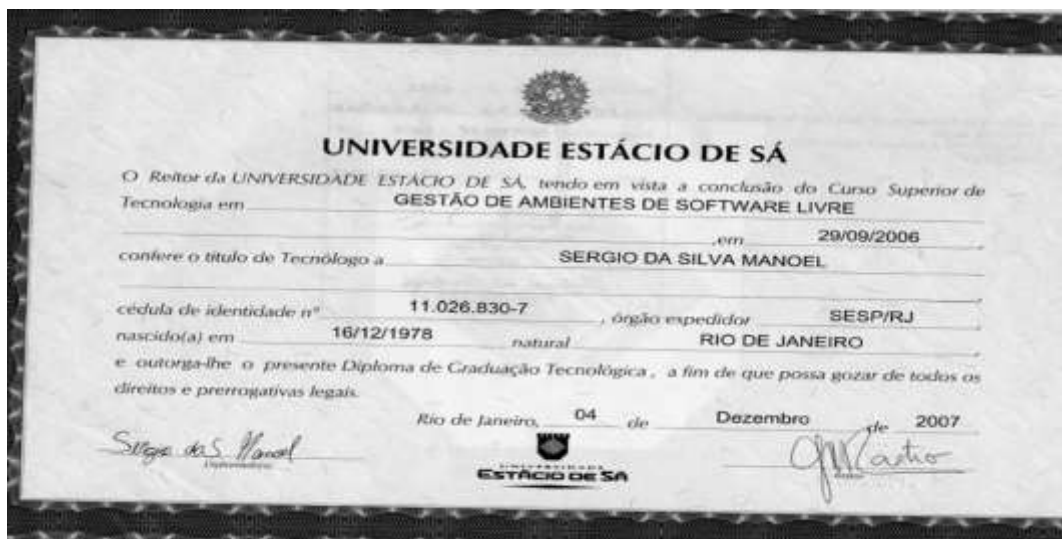 UNIVERSIDADE ESTÁCIO DE SÁ
O Reitor da UNIVERSIDADE ESTÁCIO DE SÁ, tendo em vista a conclusão do Curso Superior de
Tecnologia em GESTÃO DE AMBIENTES DE SOFTWARE LIVRE
,em 29/09/2006 ,
confere o título de Tecnólogo a SERGIO DA SILVA MANOEL
,
cédula de identidade nº 11.026.830-7 , órgão expedidor SESP/RJ
nascido(a) em 16/12/1978 natural RIO DE JANEIRO ,
e outorga-lhe o presente Diploma de Graduação Tecnológica , a fim de que possa gozar de todos os
direitos e prerrogativas legais.
Rio de Janeiro, 04 de Dezembro de 2007
Sergio da S. Manoel
UNIVERSIDADE
ESTÁCIO DE SÁ